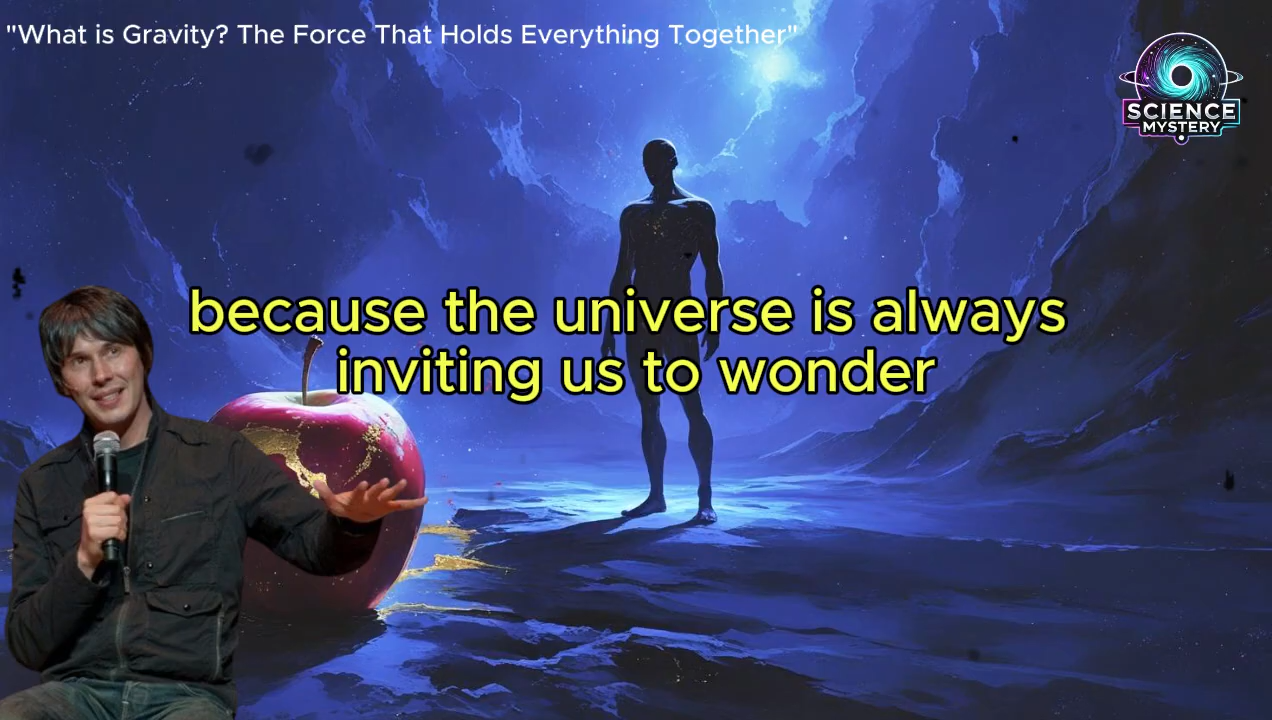 "What is Gravity? The Force That Holds Everything Together"
SCIENCE
MYSTERY
because the universe is always
inviting us to wonder